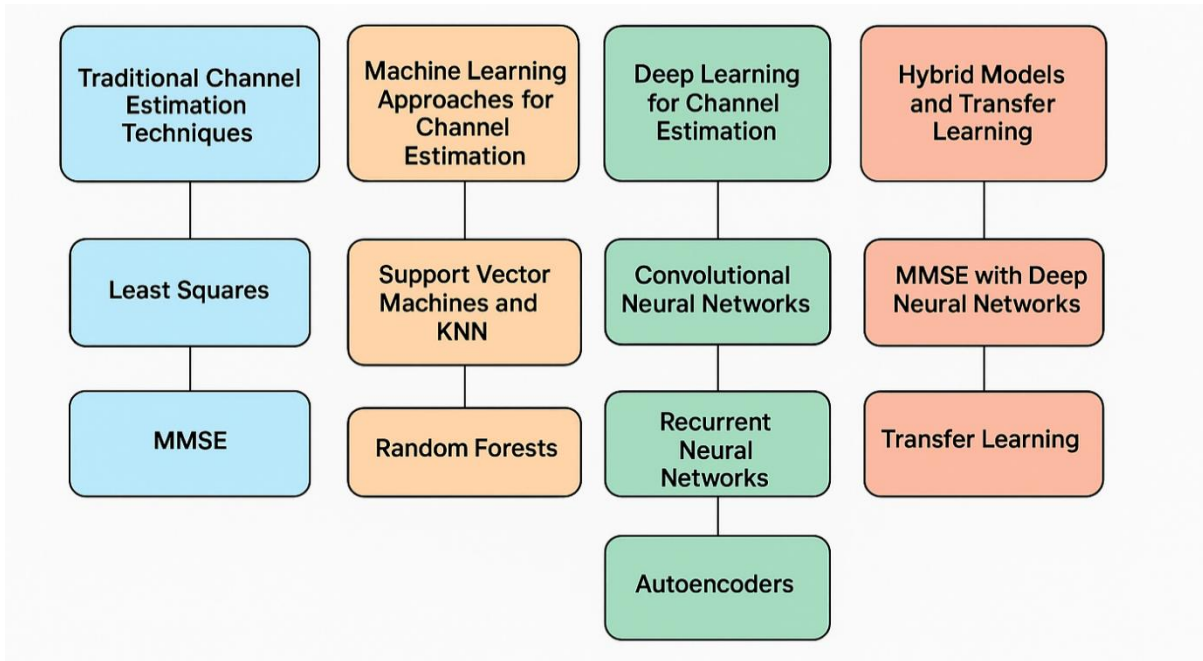 Traditional Channel
Estimation
Techniques
Least Squares
MMSE
Machine Learning
Approaches for
Channel
Estimation
Support Vector
Machines and
KNN
Random Forests
Deep Learning
for Channel
Estimation
Convolutional
Neural Networks
Recurrent
Neural
Networks
Autoencoders
Hybrid Models
and Transfer
Learning
MMSE with Deep
Neural Networks
Transfer Learning